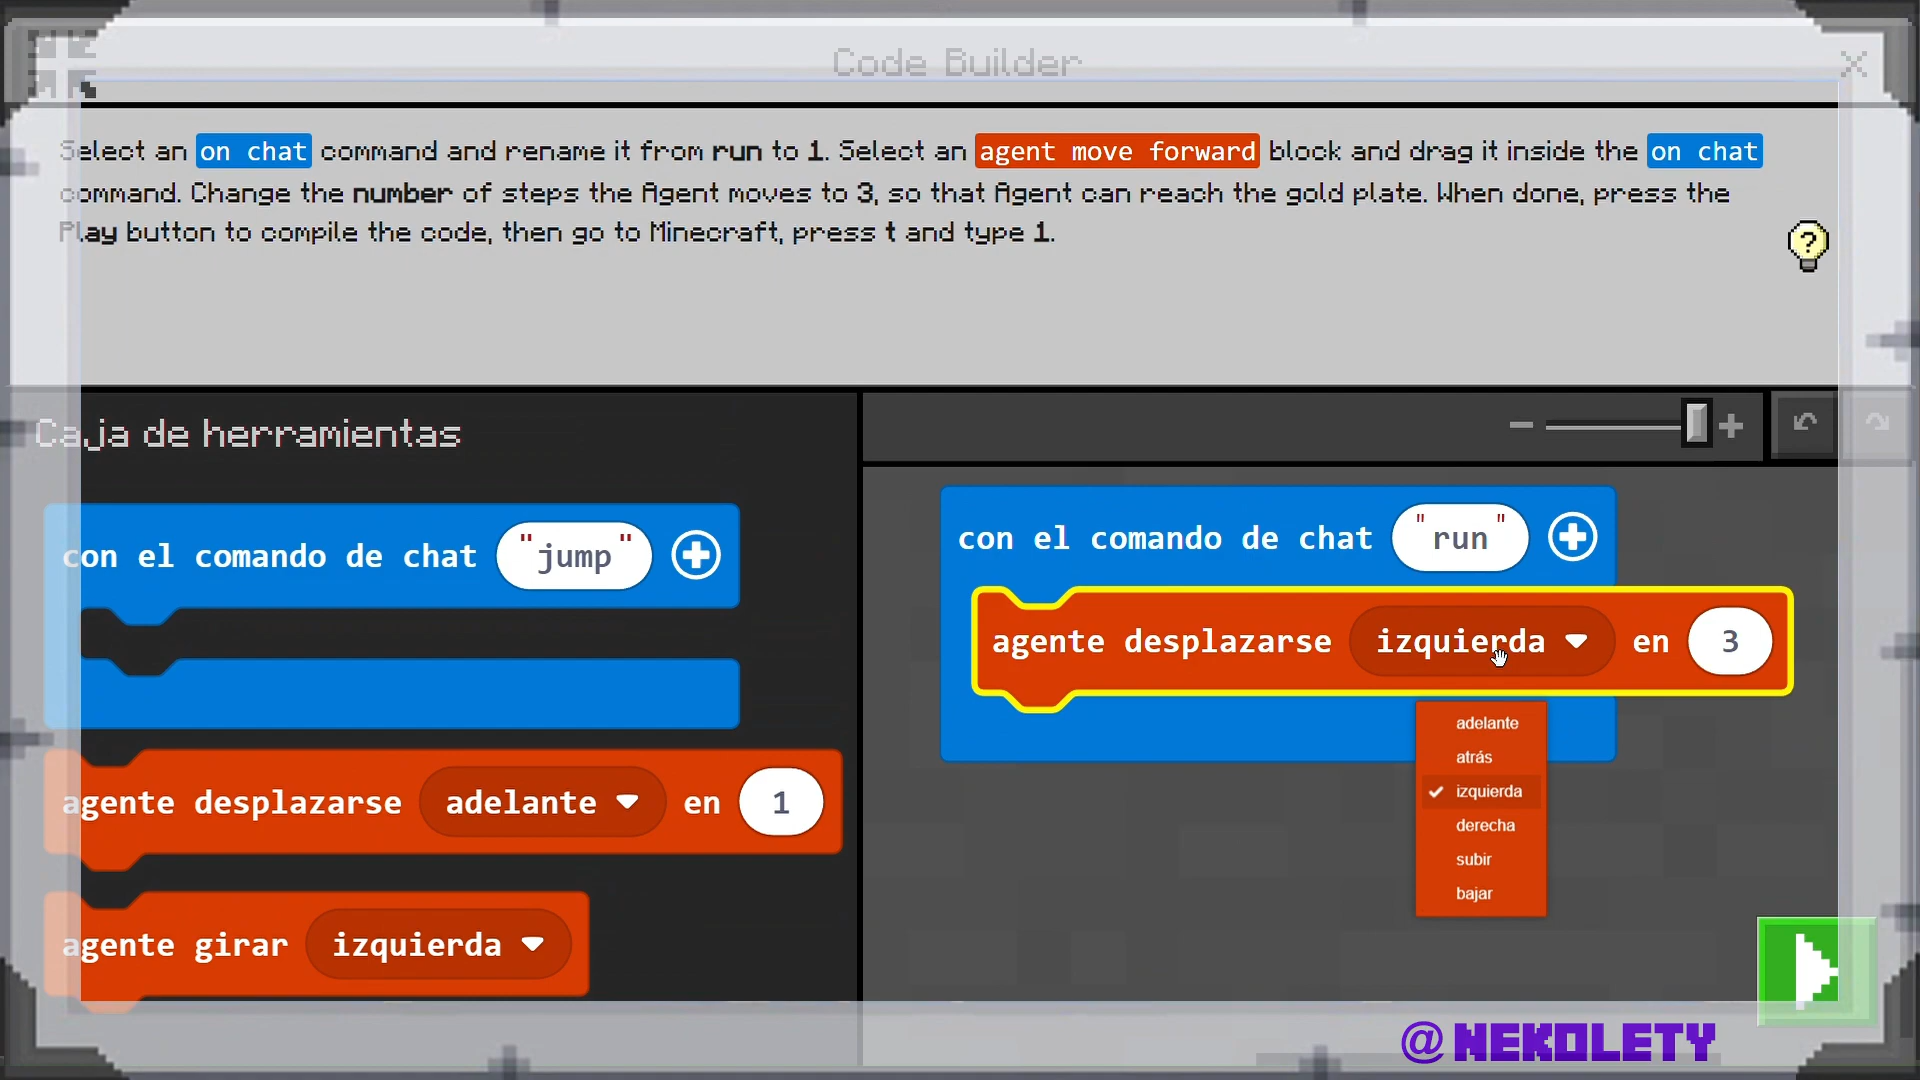 Code Builder
Select an on chat command and rename it from run to 1. Select an agent move forward block and drag it inside the on chat
command. Change the number of steps the Agent moves to 3, so that Agent can reach the gold plate. When done, press the
Play button to compile the code, then go to Minecraft, press t and type 1.
Caja de herramientas
con el comando de chat "jump"
agente desplazarse adelante en 1
agente girar izquierda
con el comando de chat "run"
agente desplazarse izquierda en 3
adelante
atrás
izquierda
derecha
subir
bajar
@NEKOLETY